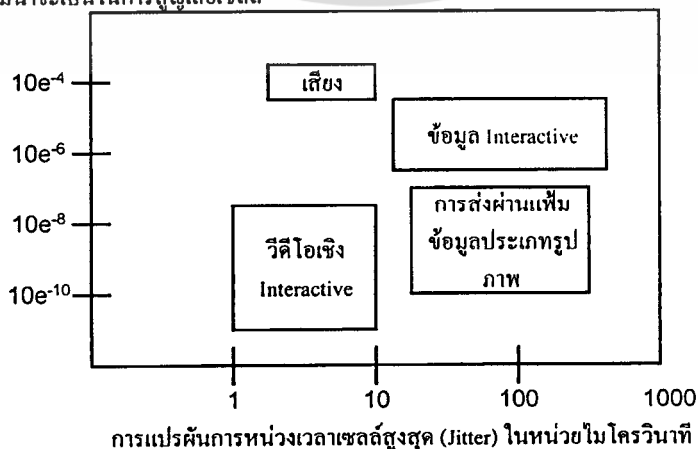 10e-4
เสียง
ข้อมูล Interactive
10e-6
การส่งผ่านแฟ้ม
ข้อมูลประเภทรูป
ภาพ
10e-8
วีดีโอเชิง
Interactive
10e-10
1 10 100 1000
การแปรผันการหน่วงเวลาเซลล์สูงสุด (Jitter) ในหน่วยไมโครวินาที